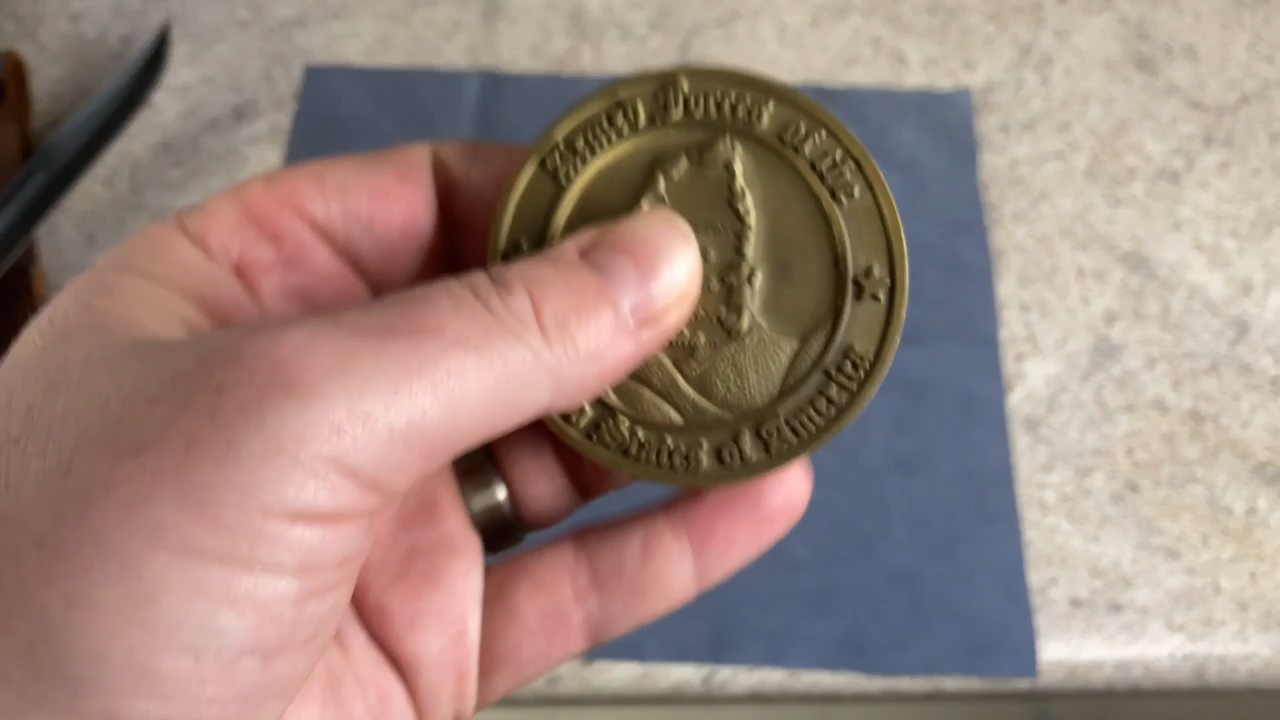 Armed Forces of the
States of America